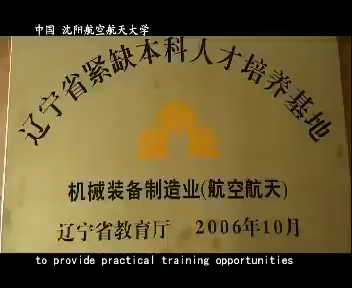 中国 沈阳航空航天大学
辽宁省紧缺本科人才培养基地
机械装备制造业(航空航天)
辽宁省教育厅 2006年10月
to provide practical training opportunities